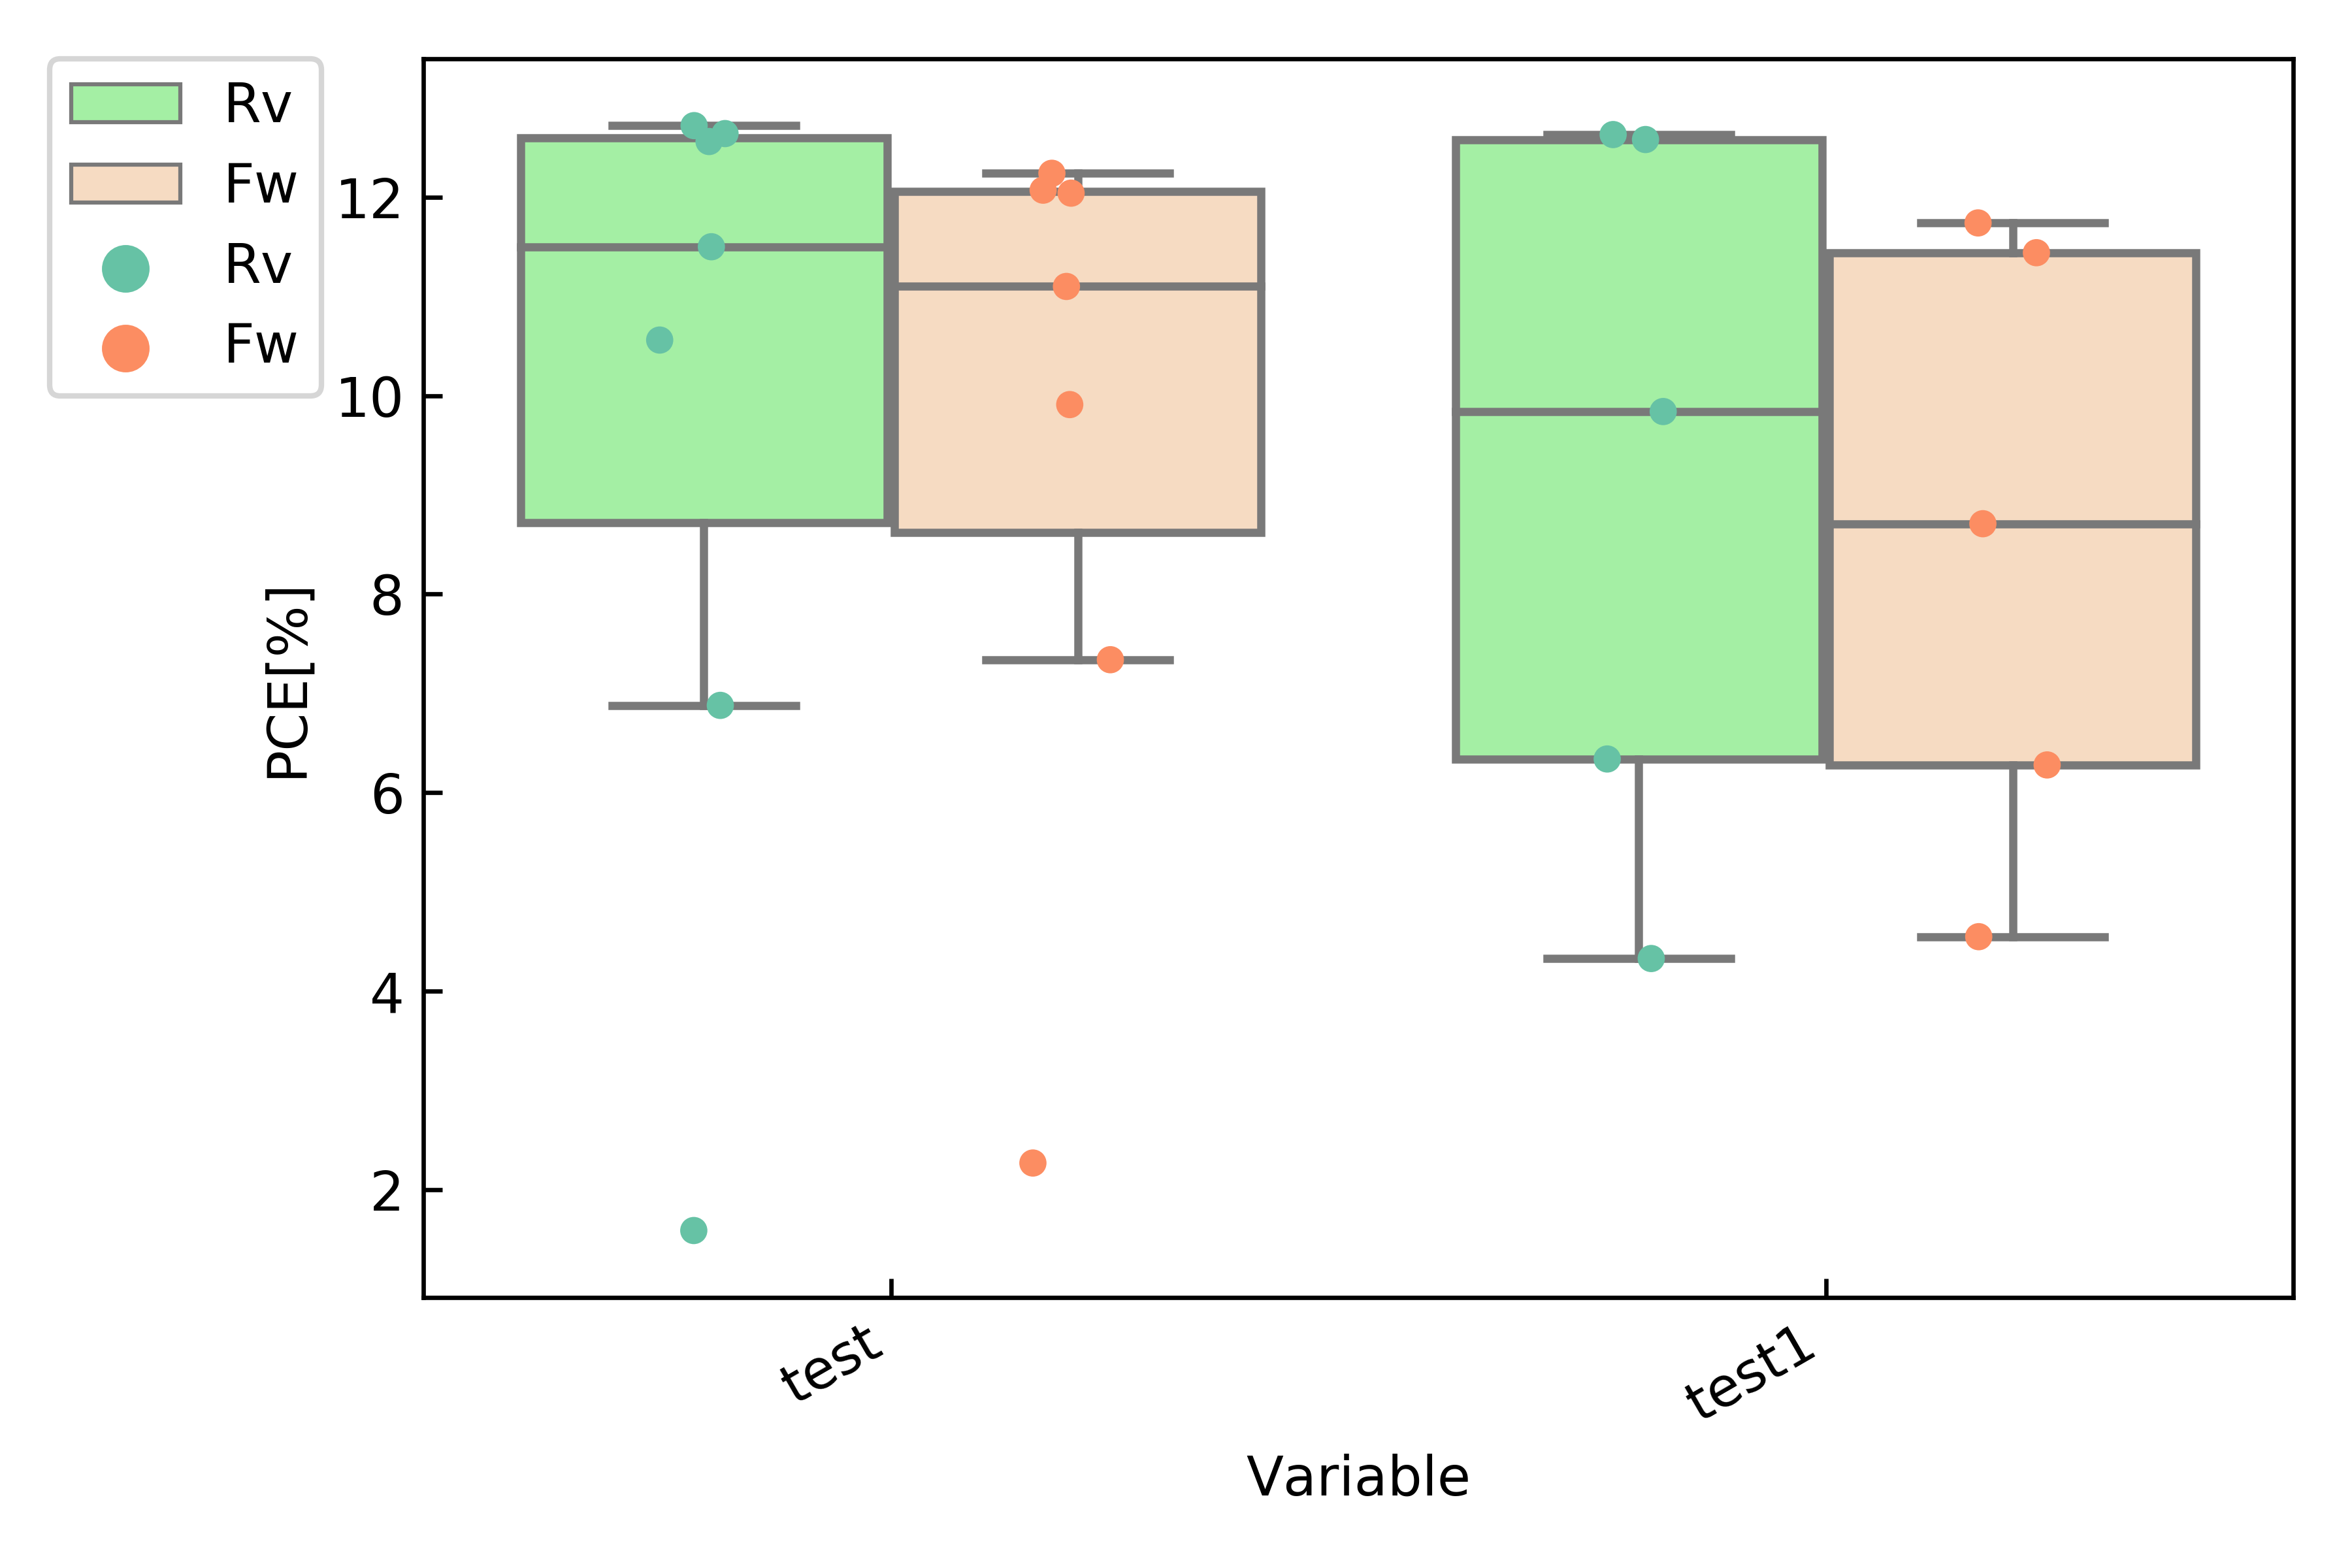 Rv
Fw
Rv
Fw
12
10
8
6
4
2
PCE[%]
test
test1
Variable